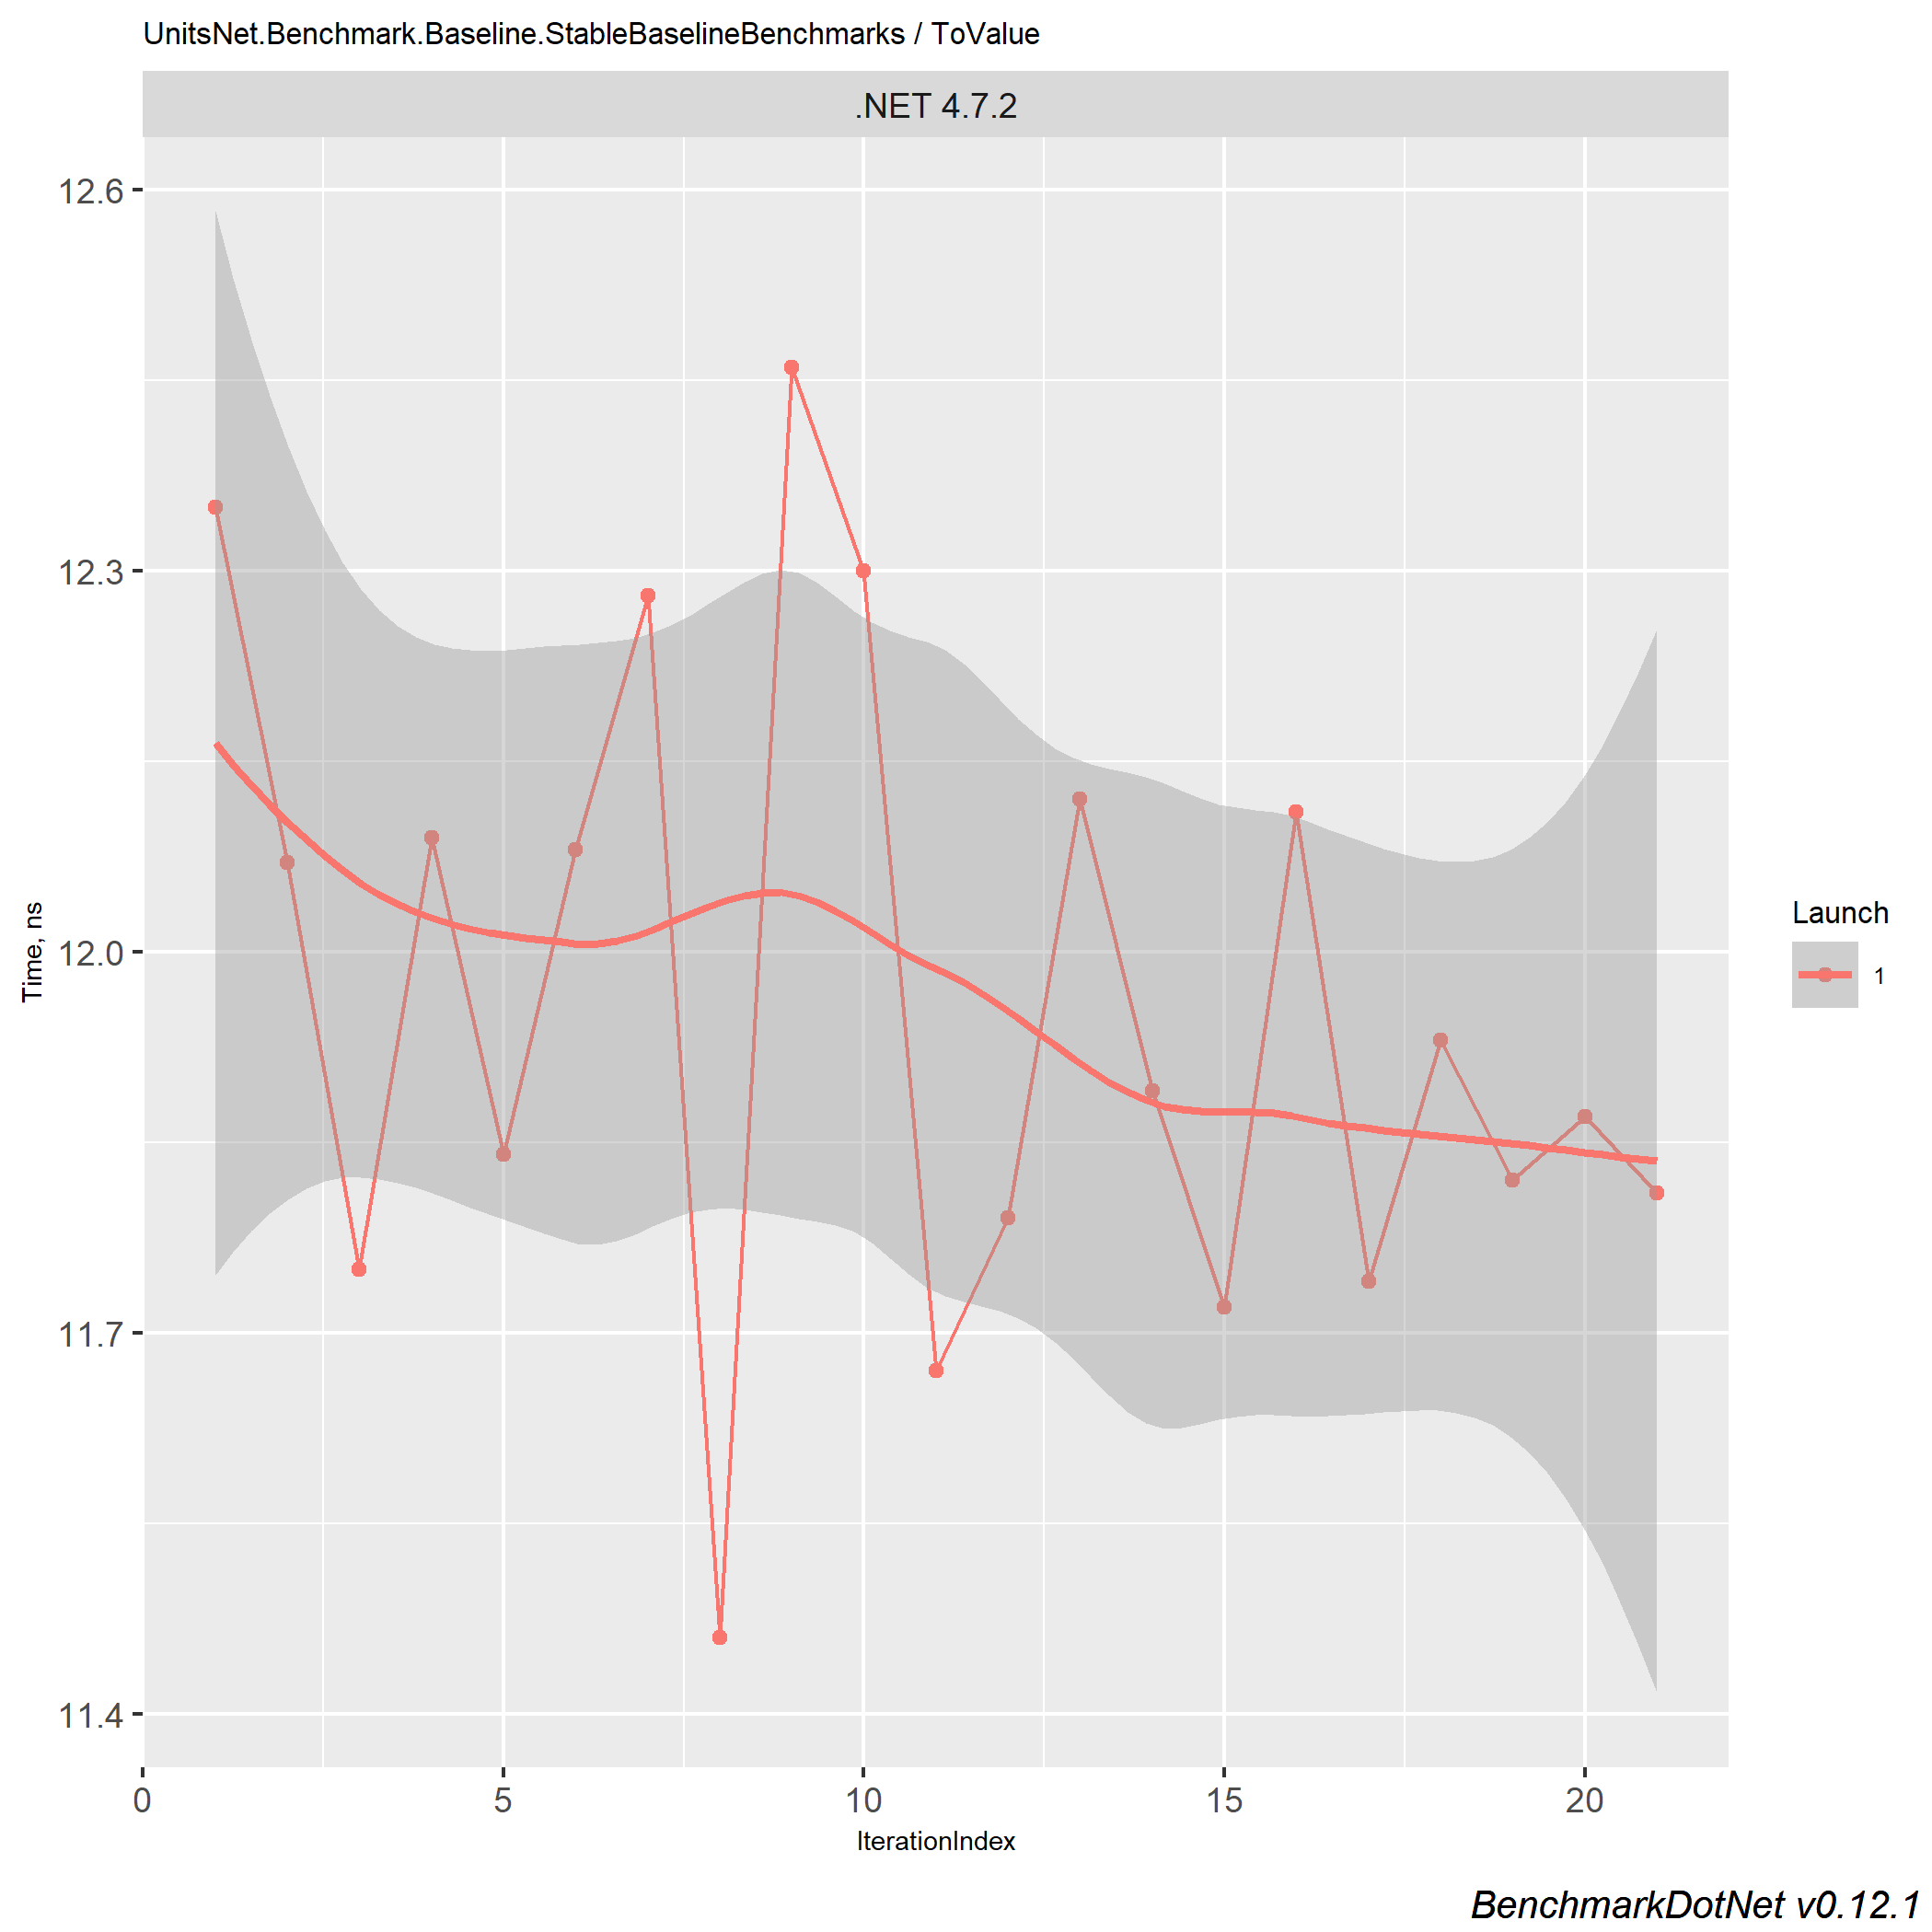 UnitsNet.Benchmark.Baseline.StableBaselineBenchmarks / ToValue
.NET 4.7.2
12.6
12.3
12.0
11.7
11.4
Time, ns
0 5 10 15 20
IterationIndex
Launch
1
BenchmarkDotNet v0.12.1